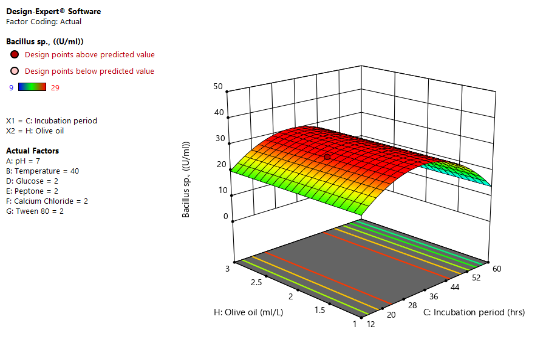 Design-Expert® Software
Factor Coding: Actual
Bacillus sp., ((U/ml))
Design points above predicted value
Design points below predicted value
9 29
X1 = C: Incubation period
X2 = H: Olive oil
Actual Factors
A: pH = 7
B: Temperature = 40
D: Glucose = 2
E: Peptone = 2
F: Calcium Chloride = 2
G: Tween 80 = 2
Bacillus sp., ((U/ml))
50
40
30
20
10
0
3
2.5
2
1.5
1
H: Olive oil (ml/L)
12
20
28
36
44
52
60
C: Incubation period (hrs)